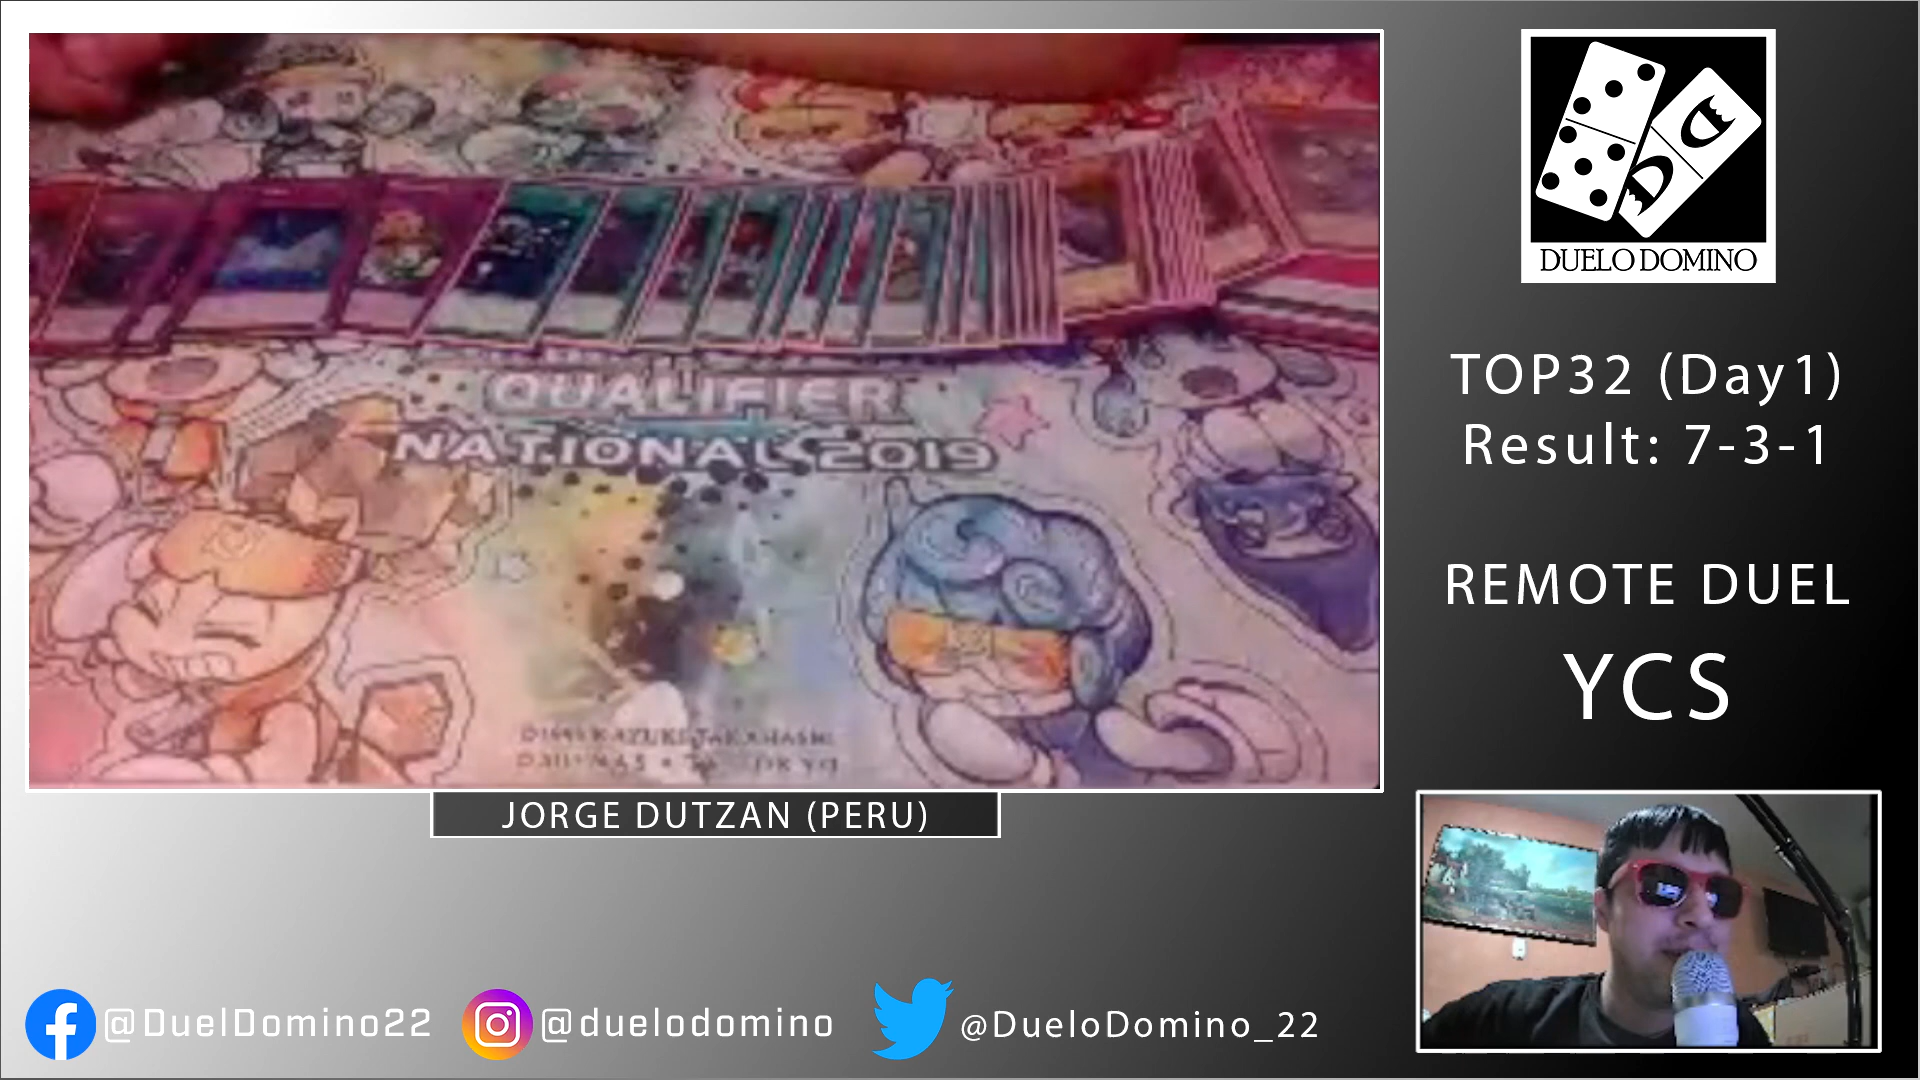 DUELO DOMINO
TOP32 (Day1)
Result: 7-3-1
REMOTE DUEL
YCS
QUALIFIER
NATIONAL 2019
JORGE DUTZAN (PERU)
@DuelDomino22
@duelodomino
@DueloDomino_22